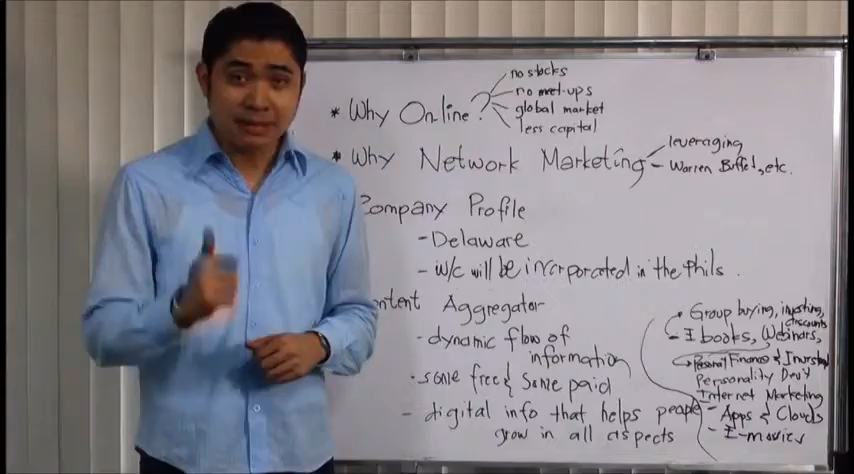 * Why Online?
no stocks
no meet-ups
global market
less capital
* Why Network Marketing
leveraging
- Warren Buffet, etc.
Company Profile
- Delaware
- w/c will be incorporated in the Phils.
ntent Aggregator
- dynamic flow of
information
· some free & some paid
- digital info that helps people
grow in all aspects
Group buying, investing,
discounts
- E books, Webinars,
Personal Finance &
Personality Dev't
Internet Marketing
- Apps & Clouds
- E-movies